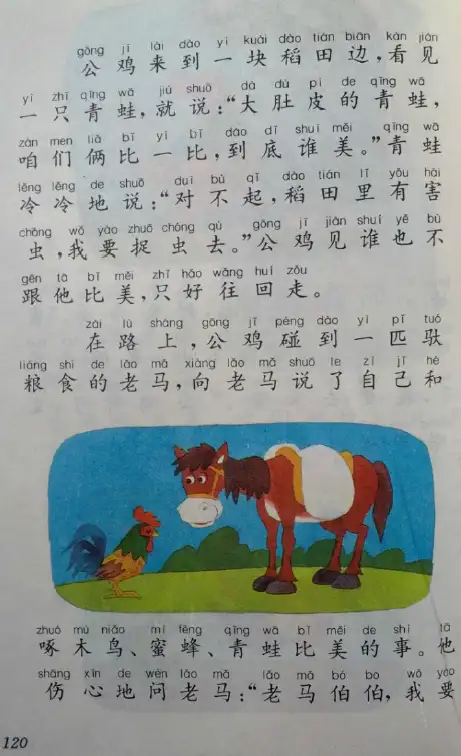 gōng jī lái dào yí kuài dào tián biān kàn jiàn
公鸡来到一块稻田边,看见
yì zhī qīng wā jiù shuō dà dù pí de qīng wā
一只青蛙,就说:“大肚皮的青蛙,
zán men liǎ bǐ yì bǐ dào dǐ shuí měi qīng wā
咱们俩比一比,到底谁美。”青蛙
lěng lěng de shuō duì bù qǐ dào tián lǐ yǒu hài
冷冷地说:“对不起,稻田里有害
chóng wǒ yào zhuō chóng qù gōng jī jiàn shuí yě bù
虫,我要捉虫去。”公鸡见谁也不
gēn tā bǐ měi zhǐ hǎo wǎng huí zǒu
跟他比美,只好往回走。
zài lù shàng gōng jī pèng dào yì pǐ tuó
在路上,公鸡碰到一匹驮
liáng shi de lǎo mǎ xiàng lǎo mǎ shuō le zì jǐ hé
粮食的老马,向老马说了自己和
zhuó mù niǎo mì fēng qīng wā bǐ měi de shì tā
啄木鸟、蜜蜂、青蛙比美的事。他
shāng xīn de wèn lǎo mǎ lǎo mǎ bó bo wǒ yào
伤心地问老马:“老马伯伯,我要
120